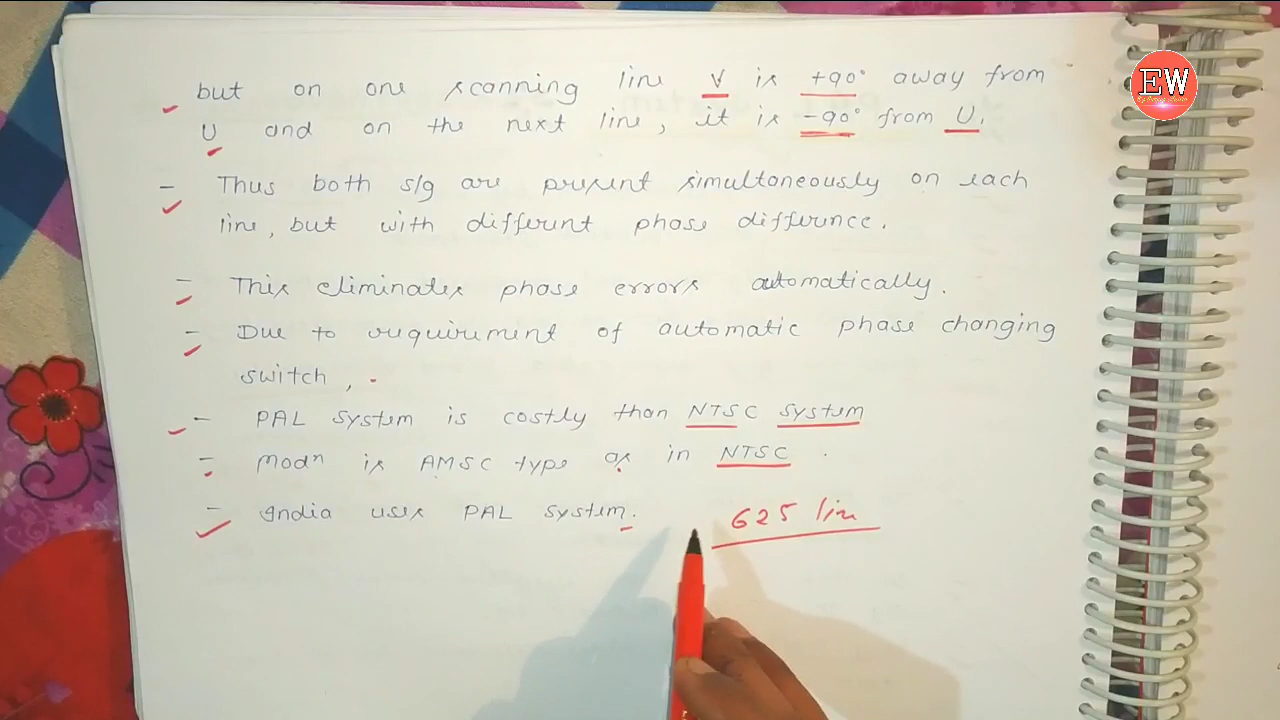 but on one scanning line V is +90° away from
U and on the next line, it is -90° from U.
- Thus both s/g are present simultaneously on each
line, but with different phase difference.
- This eliminates phase errors automatically.
- Due to requirement of automatic phase changing
switch,
- PAL system is costly than NTSC system
- Modn is AMSC type as in NTSC
- India uses PAL system. 625 line
EW